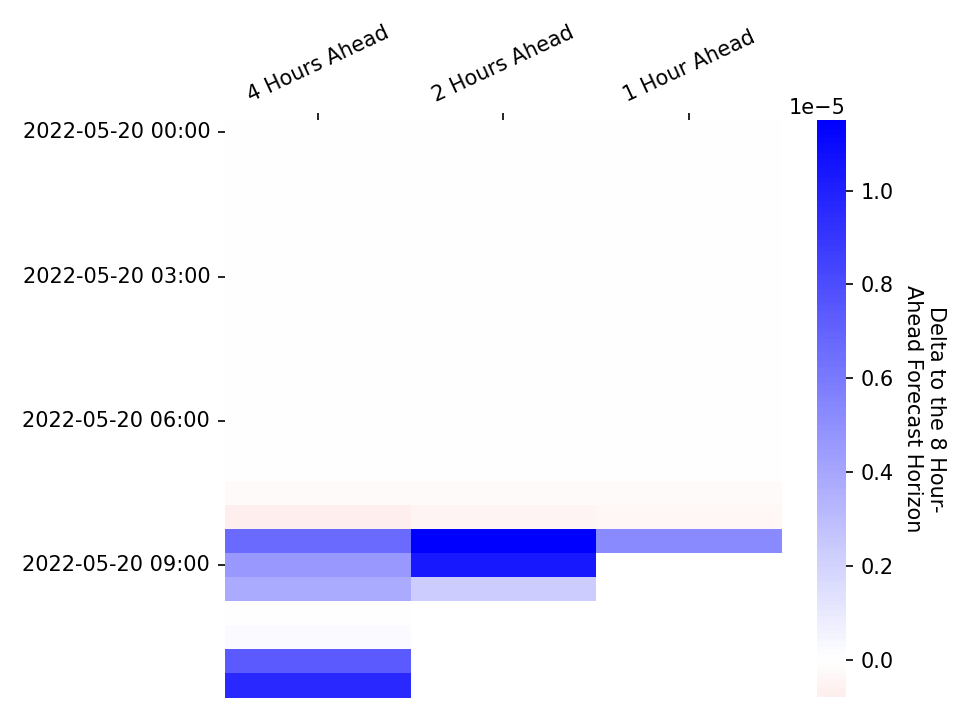 4 Hours Ahead
2 Hours Ahead
1 Hour Ahead
1e−5
2022-05-20 00:00
2022-05-20 03:00
2022-05-20 06:00
2022-05-20 09:00
1.0
0.8
0.6
0.4
0.2
0.0
Delta to the 8 Hour-
Ahead Forecast Horizon